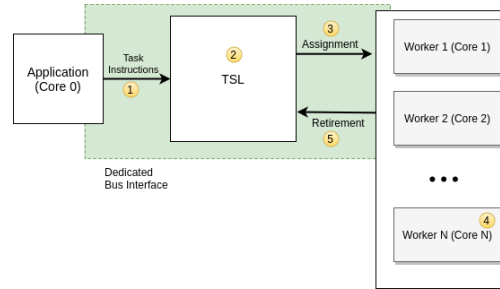 Application
(Core 0)
Task
Instructions
1
2
TSL
3
Assignment
Retirement
5
Dedicated
Bus Interface
Worker 1 (Core 1)
Worker 2 (Core 2)
4
Worker N (Core N)